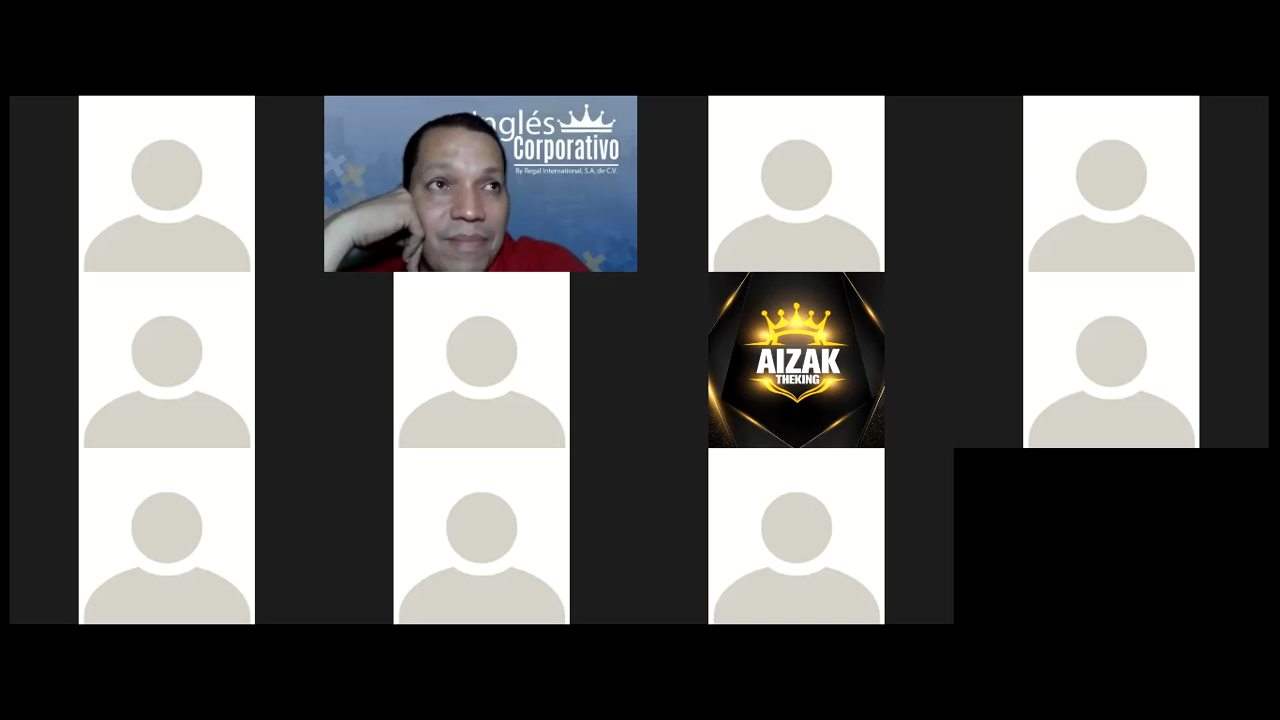 Inglés
Corporativo
By Regal International, S.A. de C.V.
AIZAK
THEKING